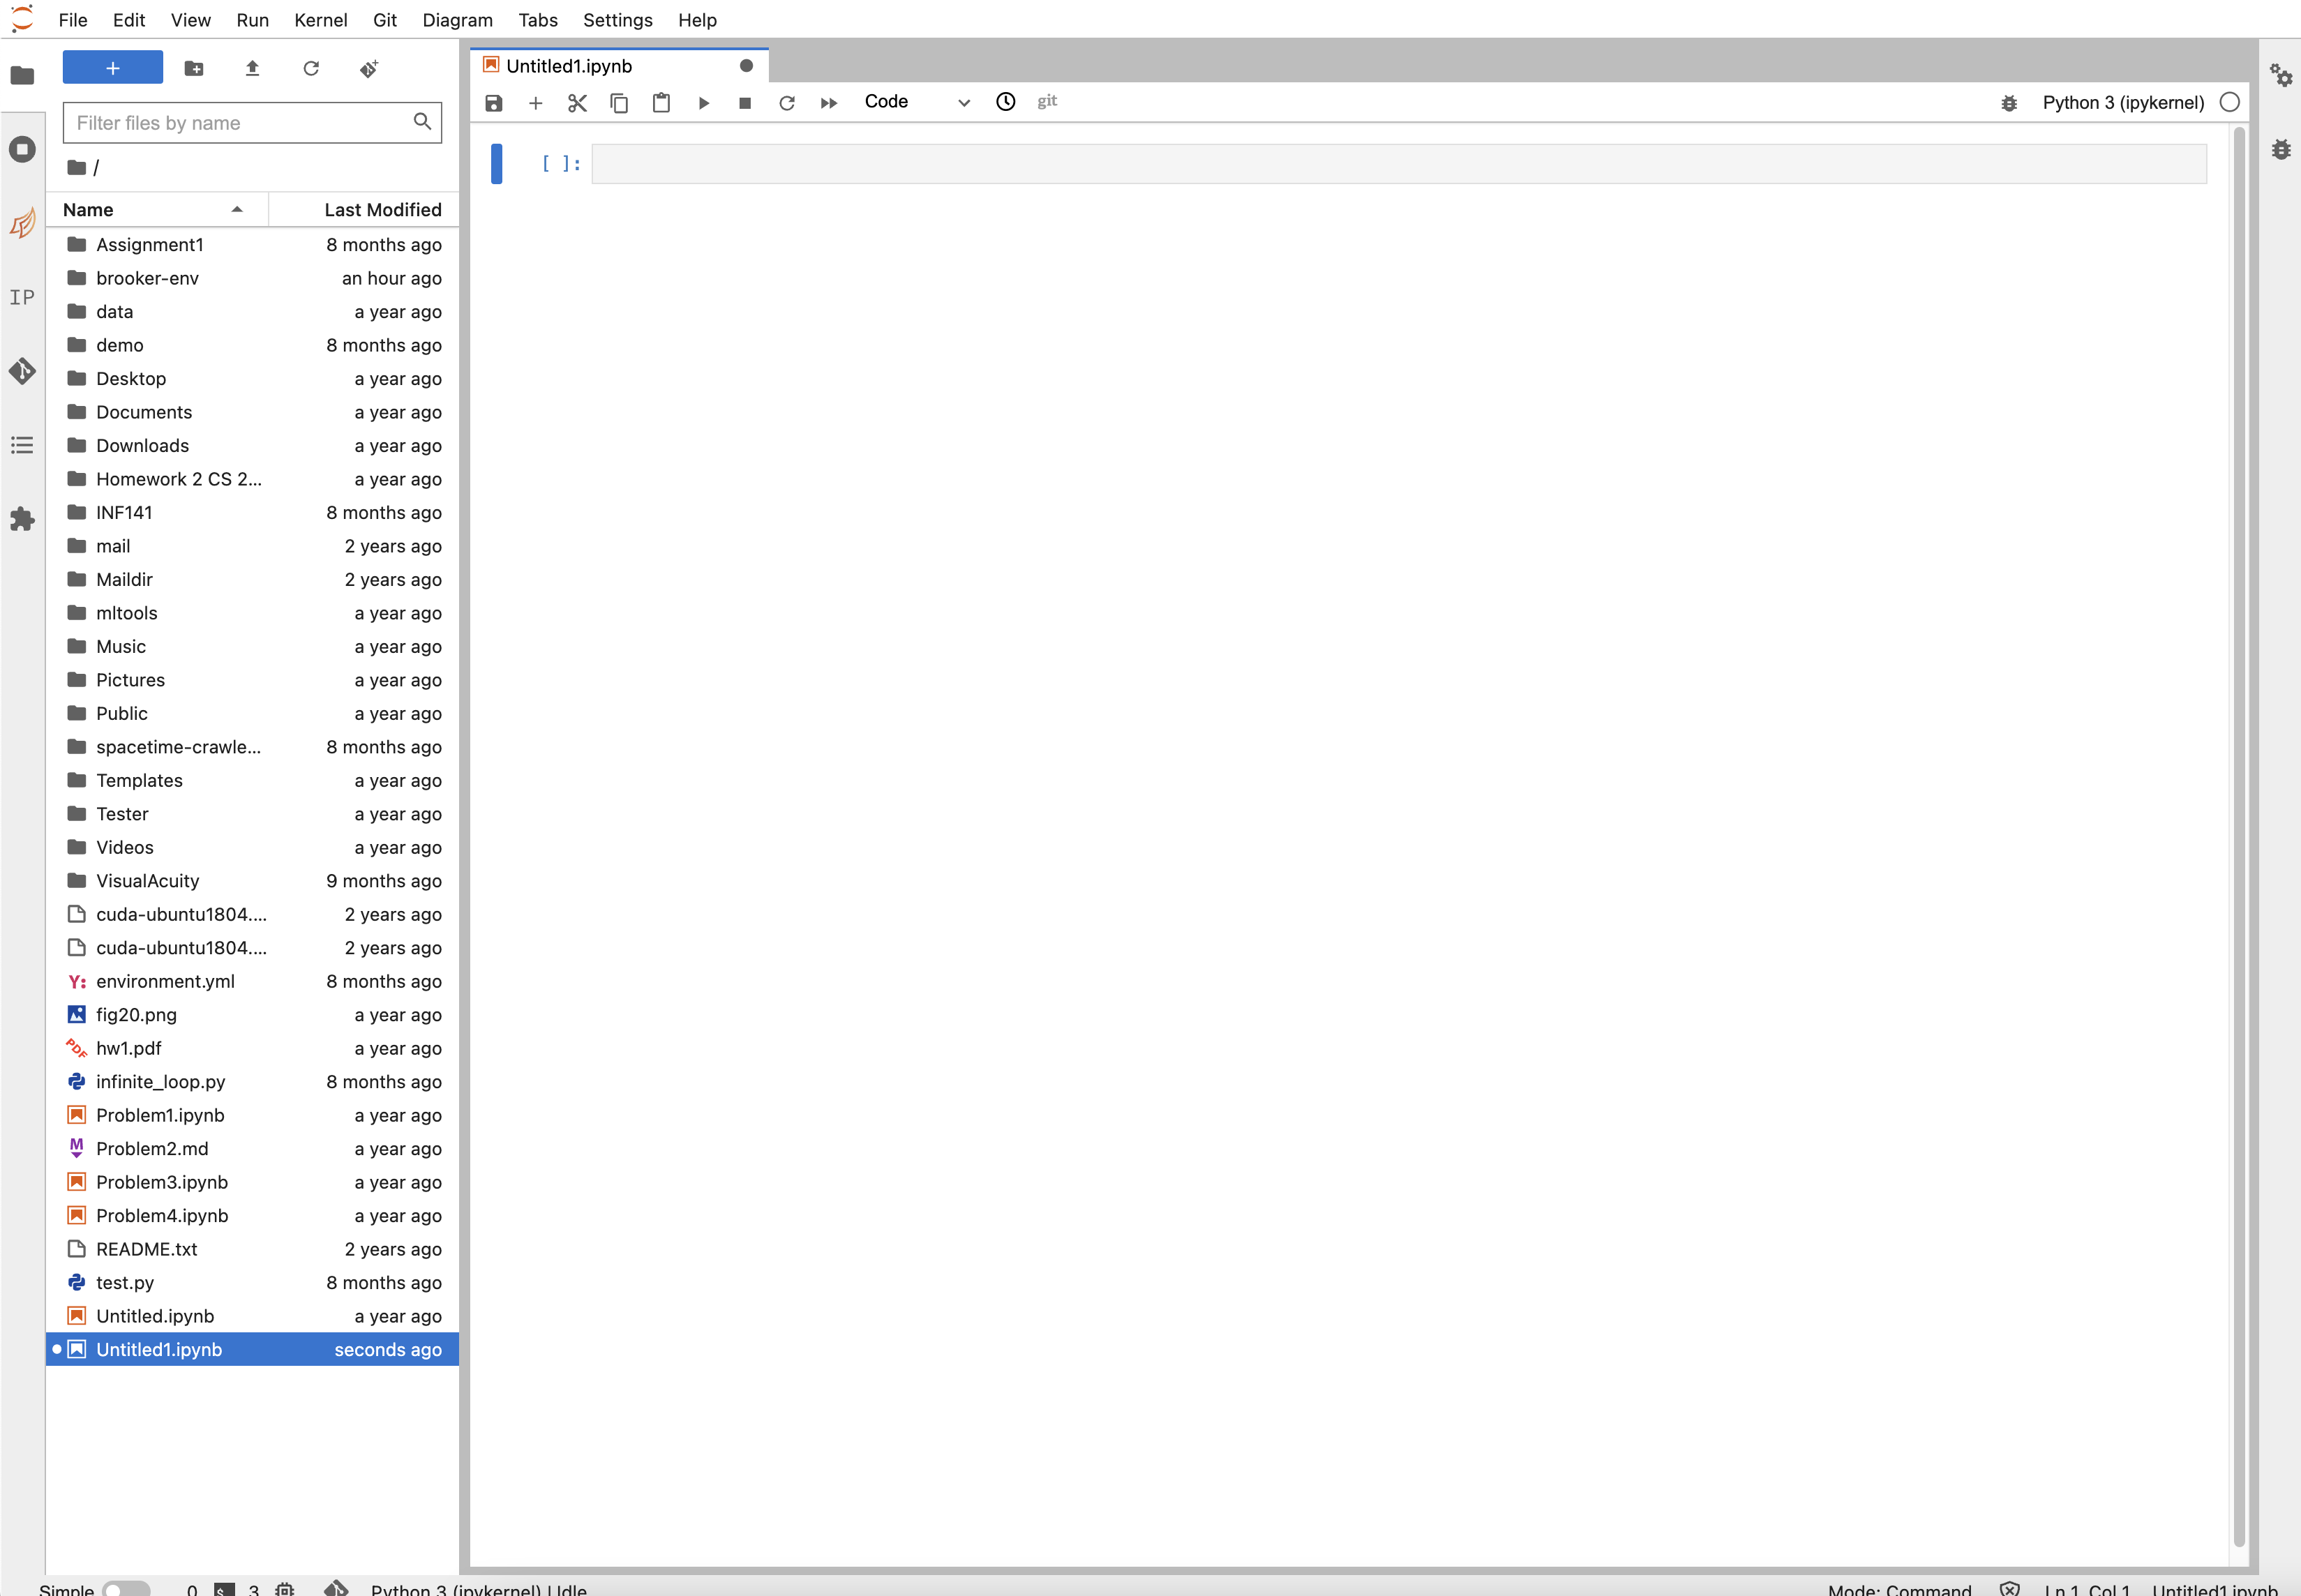 File Edit View Run Kernel Git Diagram Tabs Settings Help
+
Filter files by name
/
Name Last Modified
Assignment1 8 months ago
brooker-env an hour ago
data a year ago
demo 8 months ago
Desktop a year ago
Documents a year ago
Downloads a year ago
Homework 2 CS 2... a year ago
INF141 8 months ago
mail 2 years ago
Maildir 2 years ago
mltools a year ago
Music a year ago
Pictures a year ago
Public a year ago
spacetime-crawle... 8 months ago
Templates a year ago
Tester a year ago
Videos a year ago
VisualAcuity 9 months ago
cuda-ubuntu1804.... 2 years ago
cuda-ubuntu1804.... 2 years ago
Y: environment.yml 8 months ago
fig20.png a year ago
PDF hw1.pdf a year ago
infinite_loop.py 8 months ago
Problem1.ipynb a year ago
M Problem2.md a year ago
Problem3.ipynb a year ago
Problem4.ipynb a year ago
README.txt 2 years ago
test.py 8 months ago
Untitled.ipynb a year ago
Untitled1.ipynb seconds ago
IP
Untitled1.ipynb
Code git Python 3 (ipykernel)
[ ]:
Simple 0 $_ 3 Python 3 (ipykernel) | Idle Mode: Command Ln 1, Col 1 Untitled1.ipynb